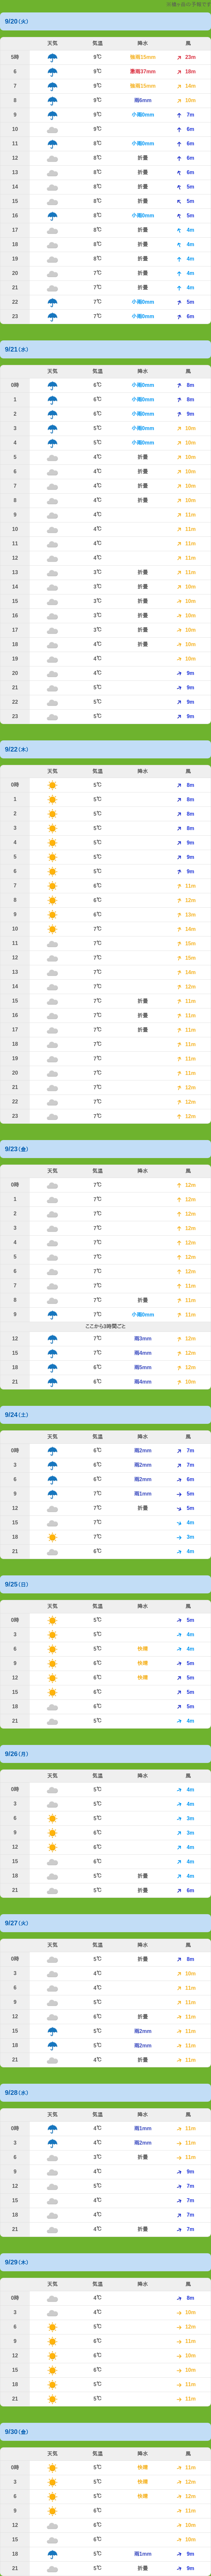 9/20(火)
天気 気温 降水 風
5時 9℃ 強雨15mm 23m
6 9℃ 激雨37mm 18m
7 9℃ 強雨15mm 14m
8 9℃ 雨6mm 10m
9 9℃ 小雨0mm 7m
10 9℃ 6m
11 8℃ 小雨0mm 6m
12 8℃ 折畳 6m
13 8℃ 折畳 6m
14 8℃ 折畳 5m
15 8℃ 折畳 5m
16 8℃ 小雨0mm 5m
17 8℃ 折畳 4m
18 8℃ 折畳 4m
19 8℃ 折畳 4m
20 7℃ 折畳 4m
21 7℃ 折畳 4m
22 7℃ 小雨0mm 5m
23 7℃ 小雨0mm 6m
9/21(水)
天気 気温 降水 風
0時 6℃ 小雨0mm 8m
1 6℃ 小雨0mm 8m
2 6℃ 小雨0mm 9m
3 5℃ 小雨0mm 10m
4 5℃ 小雨0mm 10m
5 4℃ 折畳 10m
6 4℃ 折畳 10m
7 4℃ 折畳 10m
8 4℃ 折畳 10m
9 4℃ 11m
10 4℃ 11m
11 4℃ 11m
12 4℃ 11m
13 3℃ 折畳 11m
14 3℃ 折畳 10m
15 3℃ 折畳 10m
16 3℃ 折畳 10m
17 3℃ 折畳 10m
18 4℃ 折畳 10m
19 4℃ 10m
20 4℃ 9m
21 5℃ 9m
22 5℃ 9m
23 5℃ 9m
9/22(木)
天気 気温 降水 風
0時 5℃ 8m
1 5℃ 8m
2 5℃ 8m
3 5℃ 8m
4 5℃ 9m
5 5℃ 9m
6 5℃ 9m
7 6℃ 11m
8 6℃ 12m
9 6℃ 13m
10 7℃ 14m
11 7℃ 15m
12 7℃ 15m
13 7℃ 14m
14 7℃ 12m
15 7℃ 折畳 11m
16 7℃ 折畳 11m
17 7℃ 折畳 11m
18 7℃ 11m
19 7℃ 11m
20 7℃ 11m
21 7℃ 12m
22 7℃ 12m
23 7℃ 12m
9/23(金)
天気 気温 降水 風
0時 7℃ 12m
1 7℃ 12m
2 7℃ 12m
3 7℃ 12m
4 7℃ 12m
5 7℃ 12m
6 7℃ 12m
7 7℃ 11m
8 7℃ 折畳 11m
9 7℃ 小雨0mm 11m
ここから3時間ごと
12 7℃ 雨3mm 12m
15 7℃ 雨4mm 12m
18 6℃ 雨5mm 12m
21 6℃ 雨4mm 10m
9/24(土)
天気 気温 降水 風
0時 6℃ 雨2mm 7m
3 6℃ 雨2mm 7m
6 6℃ 雨2mm 6m
9 7℃ 雨1mm 5m
12 7℃ 折畳 5m
15 7℃ 4m
18 7℃ 3m
21 6℃ 4m
9/25(日)
天気 気温 降水 風
0時 5℃ 5m
3 5℃ 4m
6 5℃ 4m
9 6℃ 5m
12 6℃ 5m
15 6℃ 5m
18 6℃ 5m
21 5℃ 4m
9/26(月)
天気 気温 降水 風
0時 5℃ 4m
3 5℃ 4m
6 5℃ 3m
9 6℃ 3m
12 6℃ 4m
15 6℃ 4m
18 5℃ 折畳 4m
21 5℃ 折畳 6m
9/27(火)
天気 気温 降水 風
0時 5℃ 折畳 8m
3 4℃ 10m
6 4℃ 11m
9 5℃ 11m
12 6℃ 折畳 11m
15 5℃ 雨2mm 11m
18 5℃ 雨2mm 11m
21 4℃ 折畳 11m
9/28(水)
天気 気温 降水 風
0時 4℃ 雨1mm 11m
3 4℃ 雨2mm 11m
6 3℃ 折畳 11m
9 4℃ 9m
12 5℃ 7m
15 4℃ 7m
18 4℃ 7m
21 4℃ 折畳 7m
9/29(木)
天気 気温 降水 風
0時 4℃ 8m
3 4℃ 10m
6 5℃ 12m
9 6℃ 11m
12 6℃ 10m
15 6℃ 10m
18 5℃ 11m
21 5℃ 11m
9/30(金)
天気 気温 降水 風
0時 5℃ 11m
3 5℃ 12m
6 5℃ 12m
9 6℃ 11m
12 6℃ 10m
15 6℃ 10m
18 5℃ 雨1mm 9m
21 5℃ 折畳 9m